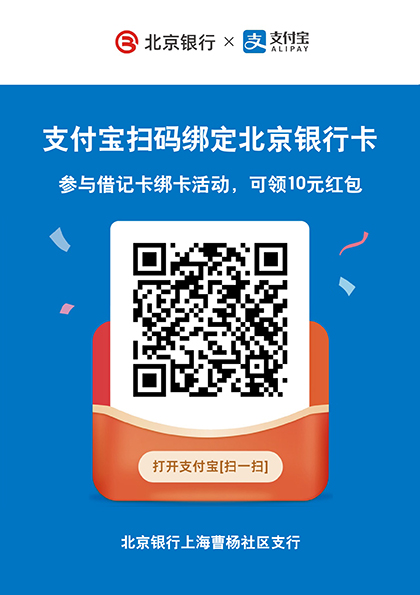 北京银行 × 支 支付宝
ALIPAY
支付宝扫码绑定北京银行卡
参与借记卡绑卡活动，可领10元红包
打开支付宝[扫一扫]
北京银行上海曹杨社区支行